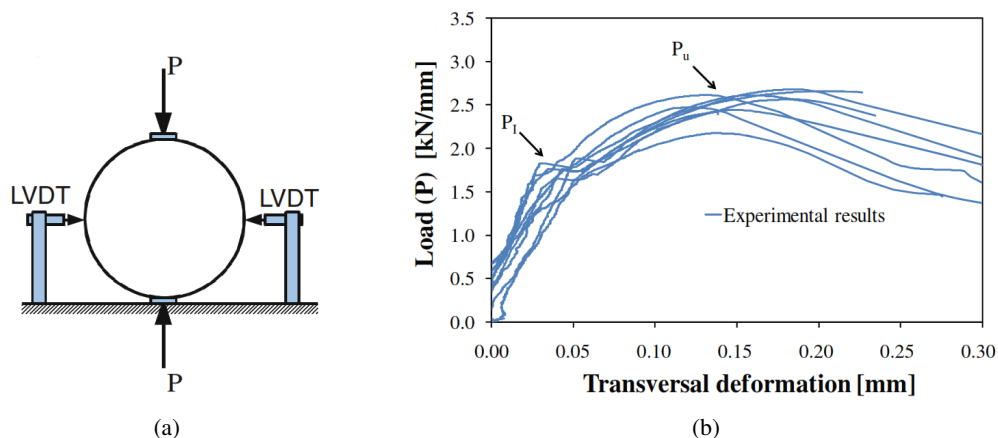 P
LVDT
LVDT
P
(a)
3.5
3.0
2.5
2.0
1.5
1.0
0.5
0.0
Load (P) [kN/mm]
P_u
P_I
Experimental results
0.00
0.05
0.10
0.15
0.20
0.25
0.30
Transversal deformation [mm]
(b)